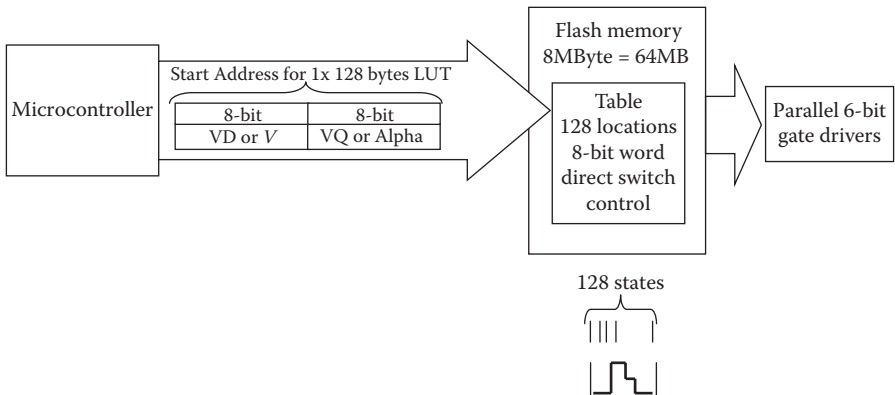 Microcontroller
Start Address for 1x 128 bytes LUT
8-bit 8-bit
VD or V VQ or Alpha
Flash memory
8MByte = 64MB
Table
128 locations
8-bit word
direct switch
control
Parallel 6-bit
gate drivers
128 states